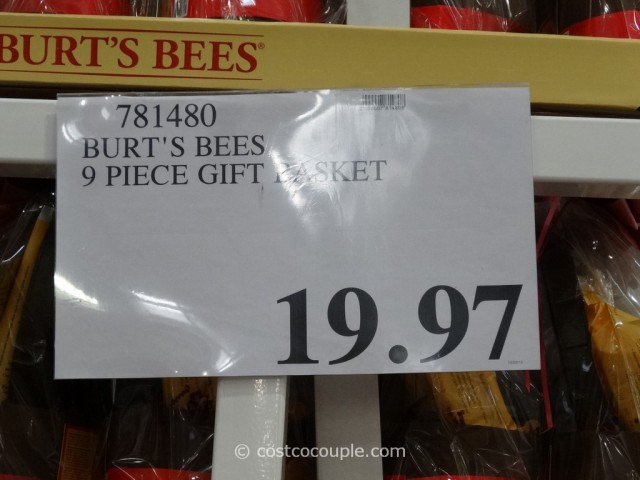 BURT'S BEES®
781480
BURT'S BEES
9 PIECE GIFT BASKET
19.97
© costcocouple.com